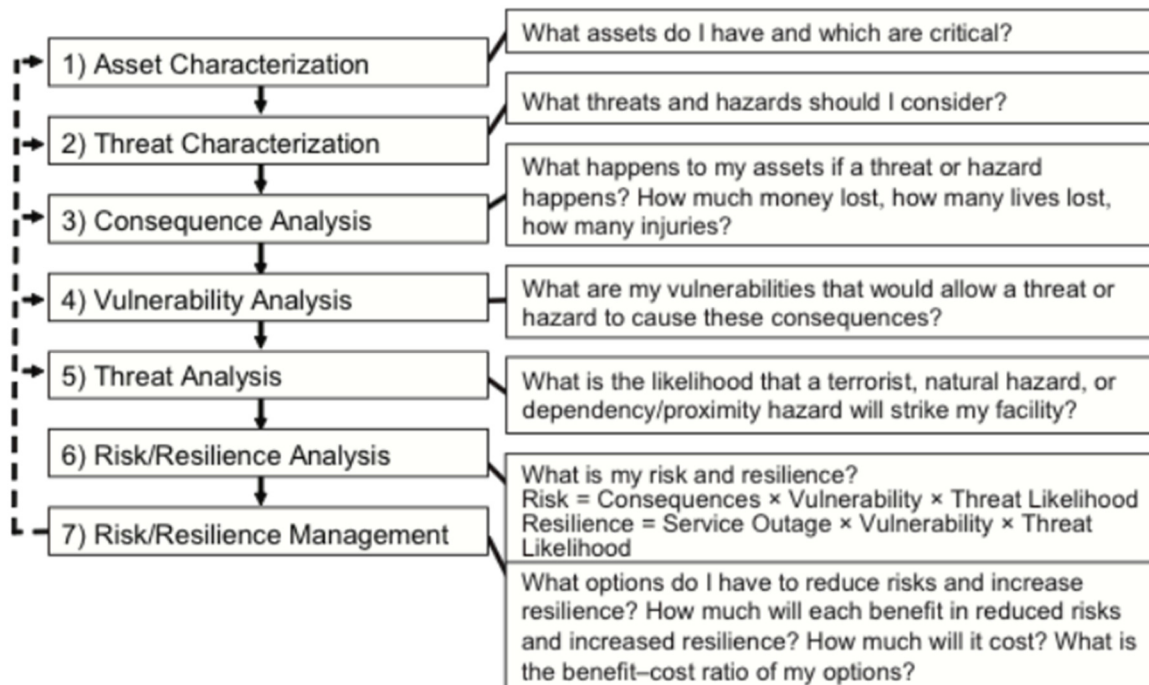 1) Asset Characterization
What assets do I have and which are critical?
2) Threat Characterization
What threats and hazards should I consider?
3) Consequence Analysis
What happens to my assets if a threat or hazard
happens? How much money lost, how many lives lost,
how many injuries?
4) Vulnerability Analysis
What are my vulnerabilities that would allow a threat or
hazard to cause these consequences?
5) Threat Analysis
What is the likelihood that a terrorist, natural hazard, or
dependency/proximity hazard will strike my facility?
6) Risk/Resilience Analysis
What is my risk and resilience?
Risk = Consequences × Vulnerability × Threat Likelihood
Resilience = Service Outage × Vulnerability × Threat
Likelihood
7) Risk/Resilience Management
What options do I have to reduce risks and increase
resilience? How much will each benefit in reduced risks
and increased resilience? How much will it cost? What is
the benefit–cost ratio of my options?